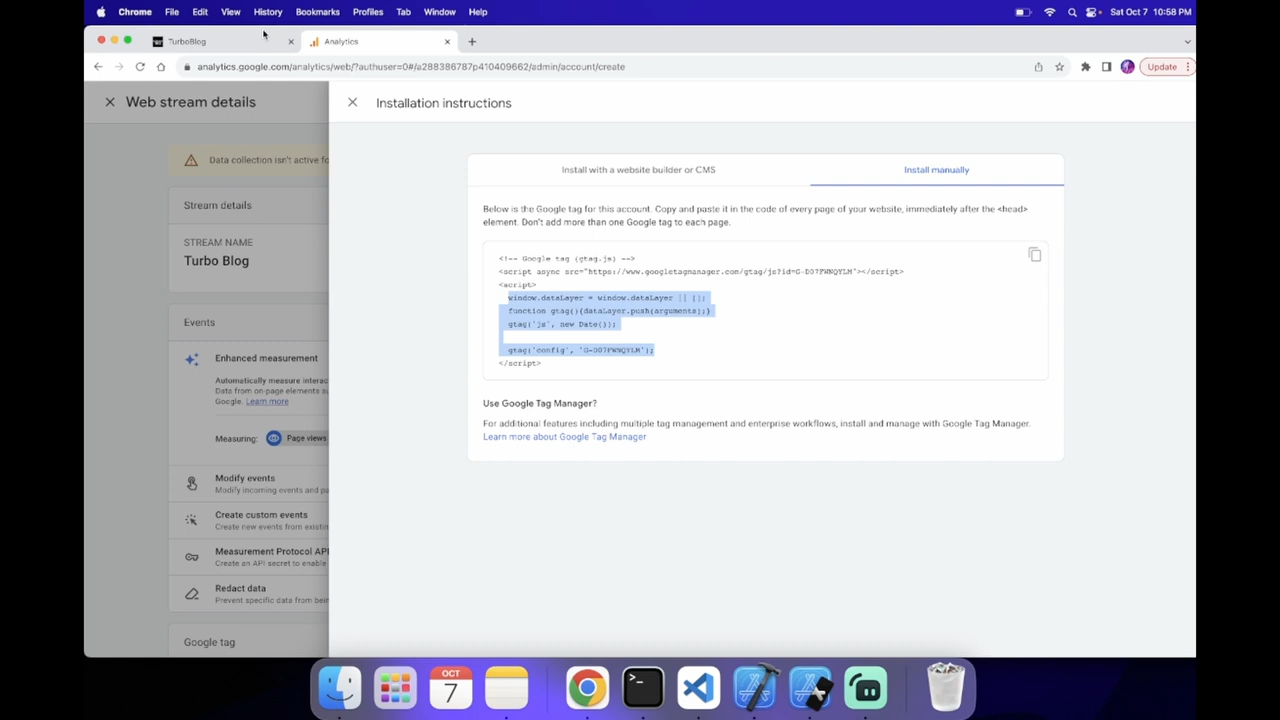 Chrome File Edit View History Bookmarks Profiles Tab Window Help Sat Oct 7 10:58 PM
TurboBlog Analytics
analytics.google.com/analytics/web/?authuser=0#/a288386787p410409662/admin/account/create Update
Web stream details
Installation instructions
Data collection isn't active fo
Install with a website builder or CMS Install manually
Stream details
Below is the Google tag for this account. Copy and paste it in the code of every page of your website, immediately after the <head>
element. Don't add more than one Google tag to each page.
STREAM NAME
Turbo Blog
<!-- Google tag (gtag.js) -->
<script async src="https://www.googletagmanager.com/gtag/js?id=G-D07FWNQYLM"></script>
<script>
window.dataLayer = window.dataLayer || [];
function gtag(){dataLayer.push(arguments);}
gtag('js', new Date());
gtag('config', 'G-D07FWNQYLM');
</script>
Events
Enhanced measurement
Automatically measure interac
Data from on-page elements su
Google. Learn more
Measuring: Page views
Use Google Tag Manager?
For additional features including multiple tag management and enterprise workflows, install and manage with Google Tag Manager.
Learn more about Google Tag Manager
Modify events
Modify incoming events and pa
Create custom events
Create new events from existin
Measurement Protocol API
Create an API secret to enable
Redact data
Prevent specific data from bein
Google tag
OCT
7